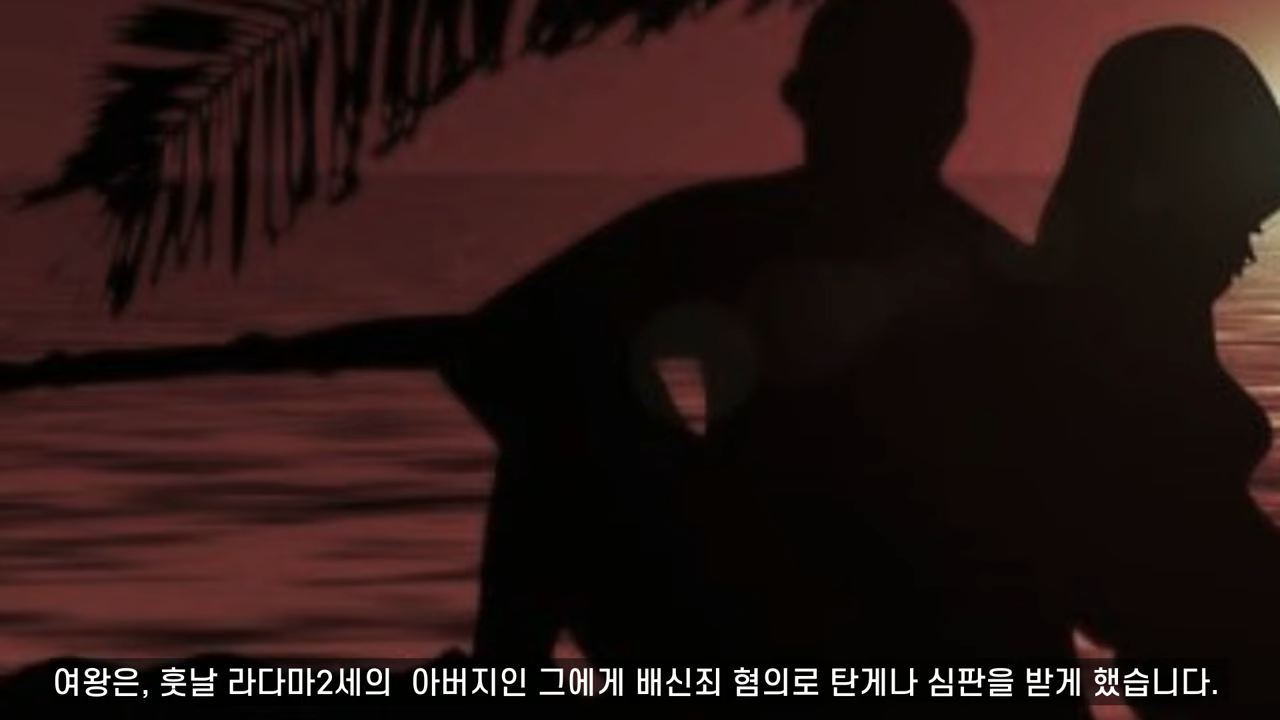 여왕은, 훗날 라다마2세의  아버지인 그에게 배신죄 혐의로 탄게나 심판을 받게 했습니다.